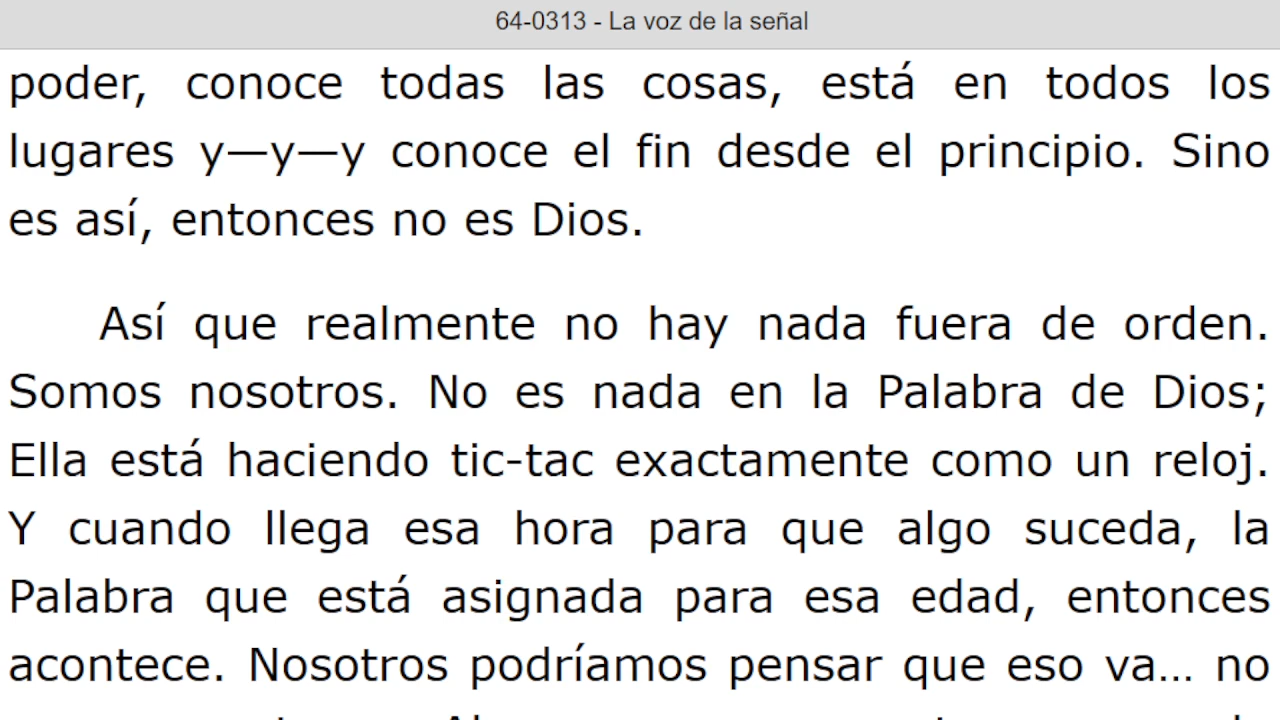 64-0313 - La voz de la señal
poder, conoce todas las cosas, está en todos los
lugares y—y—y conoce el fin desde el principio. Sino
es así, entonces no es Dios.
Así que realmente no hay nada fuera de orden.
Somos nosotros. No es nada en la Palabra de Dios;
Ella está haciendo tic-tac exactamente como un reloj.
Y cuando llega esa hora para que algo suceda, la
Palabra que está asignada para esa edad, entonces
acontece. Nosotros podríamos pensar que eso va... no